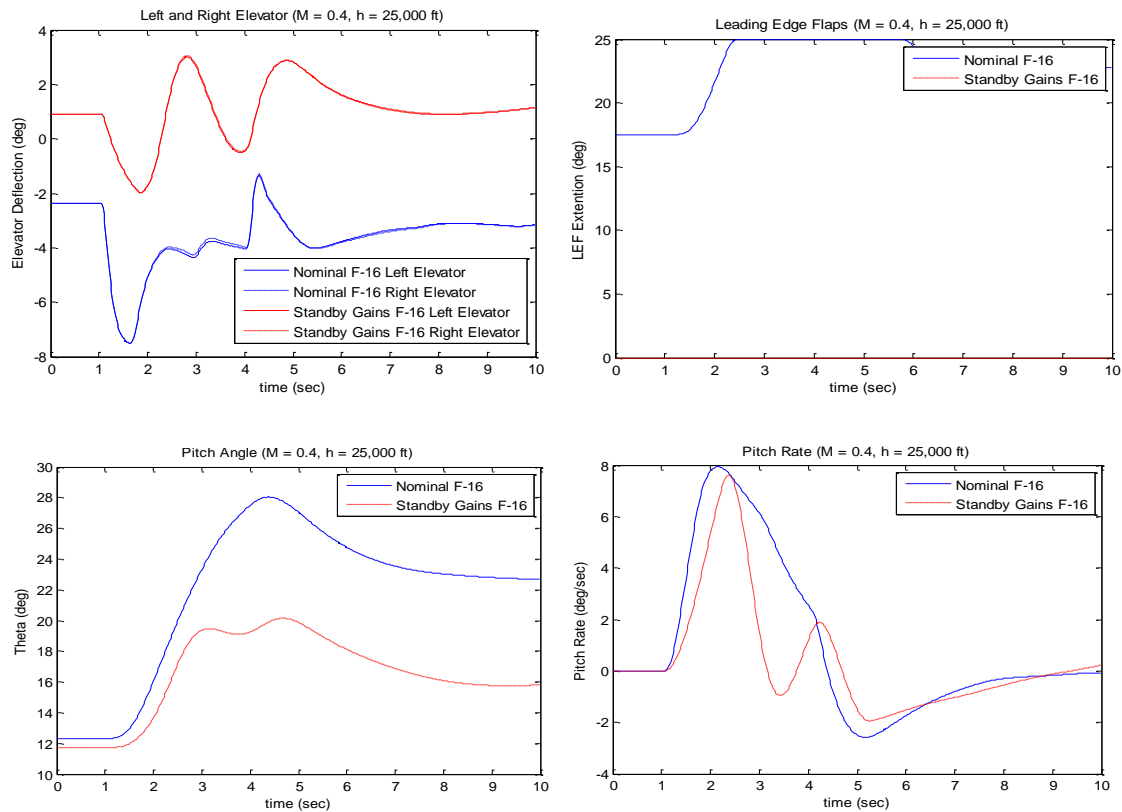 Left and Right Elevator (M = 0.4, h = 25,000 ft)
Elevator Deflection (deg)
4
2
0
-2
-4
-6
-8
Nominal F-16 Left Elevator
Nominal F-16 Right Elevator
Standby Gains F-16 Left Elevator
Standby Gains F-16 Right Elevator
0 1 2 3 4 5 6 7 8 9 10
time (sec)
Leading Edge Flaps (M = 0.4, h = 25,000 ft)
LEF Extention (deg)
25
20
15
10
5
0
Nominal F-16
Standby Gains F-16
0 1 2 3 4 5 6 7 8 9 10
time (sec)
Pitch Angle (M = 0.4, h = 25,000 ft)
Theta (deg)
30
28
26
24
22
20
18
16
14
12
10
Nominal F-16
Standby Gains F-16
0 1 2 3 4 5 6 7 8 9 10
time (sec)
Pitch Rate (M = 0.4, h = 25,000 ft)
Pitch Rate (deg/sec)
8
6
4
2
0
-2
-4
Nominal F-16
Standby Gains F-16
0 1 2 3 4 5 6 7 8 9 10
time (sec)